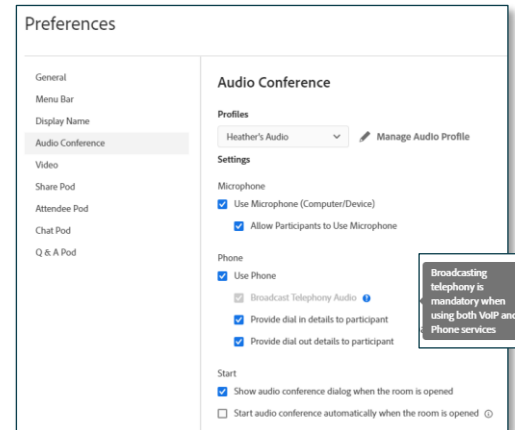 Preferences
General
Menu Bar
Display Name
Audio Conference
Video
Share Pod
Attendee Pod
Chat Pod
Q & A Pod
Audio Conference
Profiles
Heather's Audio
Manage Audio Profile
Settings
Microphone
Use Microphone (Computer/Device)
Allow Participants to Use Microphone
Phone
Use Phone
Broadcast Telephony Audio
Provide dial in details to participant
Provide dial out details to participant
Broadcasting
telephony is
mandatory when
using both VoIP and
Phone services
Start
Show audio conference dialog when the room is opened
Start audio conference automatically when the room is opened